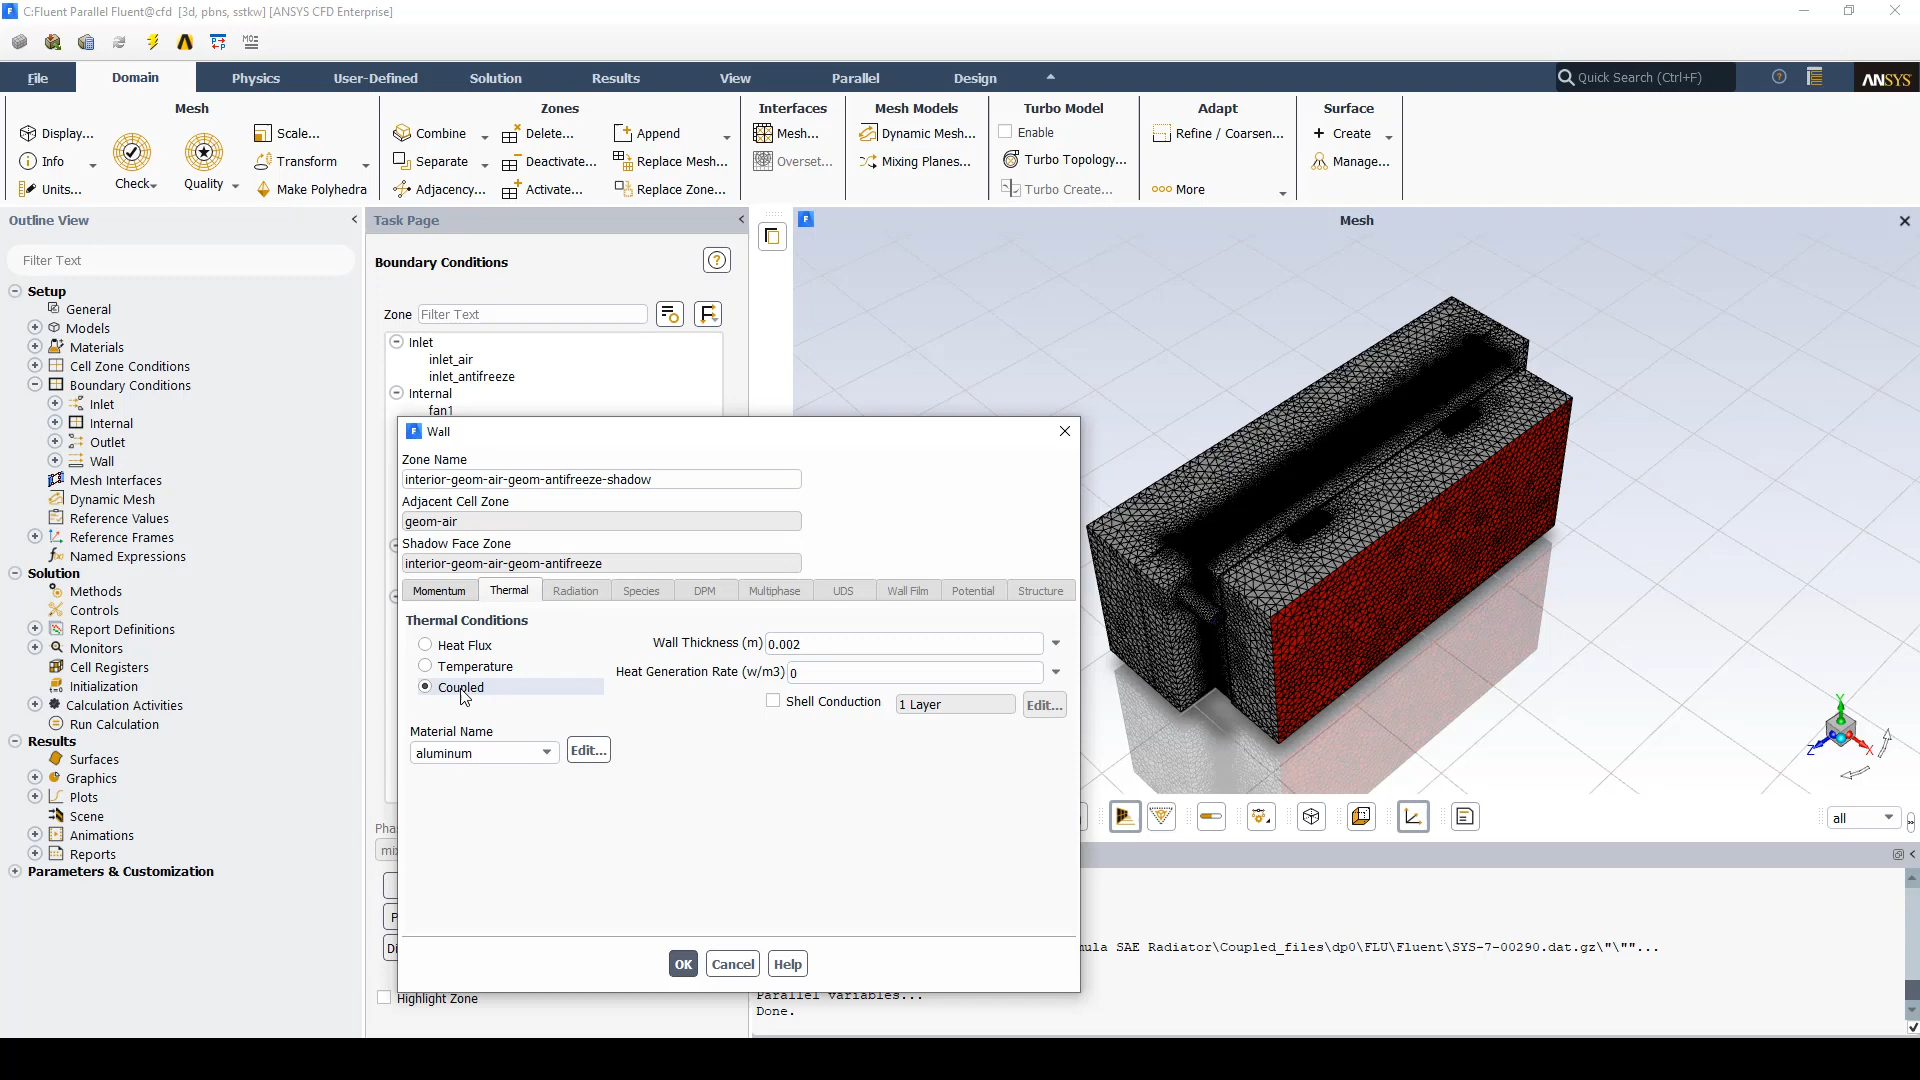 C:Fluent Parallel Fluent@cfd [3d, pbns, sstkw] [ANSYS CFD Enterprise]
File
Domain
Physics
User-Defined
Solution
Results
View
Parallel
Design
Quick Search (Ctrl+F)
ANSYS
Mesh
Display...
Info
Units...
Check
Quality
Scale...
Transform
Make Polyhedra
Zones
Combine
Separate
Adjacency...
Delete...
Deactivate...
Activate...
Append
Replace Mesh...
Replace Zone...
Interfaces
Mesh...
Overset...
Mesh Models
Dynamic Mesh...
Mixing Planes...
Turbo Model
Enable
Turbo Topology...
Turbo Create...
Adapt
Refine / Coarsen...
More
Surface
Create
Manage...
Outline View
Filter Text
Setup
General
Models
Materials
Cell Zone Conditions
Boundary Conditions
Inlet
Internal
Outlet
Wall
Mesh Interfaces
Dynamic Mesh
Reference Values
Reference Frames
Named Expressions
Solution
Methods
Controls
Report Definitions
Monitors
Cell Registers
Initialization
Calculation Activities
Run Calculation
Results
Surfaces
Graphics
Plots
Scene
Animations
Reports
Parameters & Customization
Task Page
Boundary Conditions
Zone Filter Text
Inlet
inlet_air
inlet_antifreeze
Internal
fan1
Highlight Zone
Wall
Zone Name
interior-geom-air-geom-antifreeze-shadow
Adjacent Cell Zone
geom-air
Shadow Face Zone
interior-geom-air-geom-antifreeze
Momentum
Thermal
Radiation
Species
DPM
Multiphase
UDS
Wall Film
Potential
Structure
Thermal Conditions
Heat Flux
Temperature
Coupled
Wall Thickness (m) 0.002
Heat Generation Rate (w/m3) 0
Shell Conduction 1 Layer Edit...
Material Name
aluminum Edit...
OK Cancel Help
Mesh
Y
X
Z
all
mula SAE Radiator\Coupled_files\dp0\FLU\Fluent\SYS-7-00290.dat.gz\"\""...
Parallel variables...
Done.